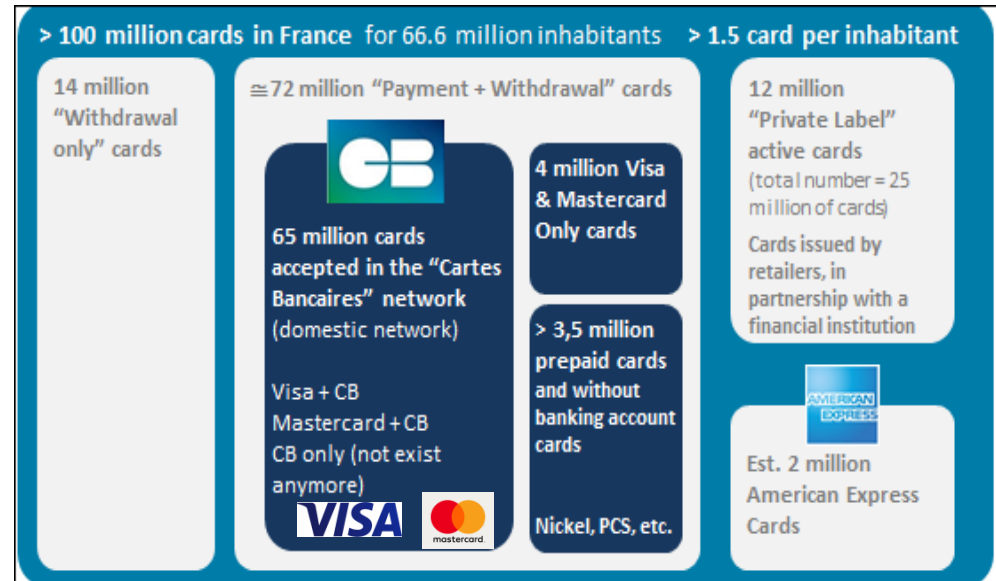 > 100 million cards in France for 66.6 million inhabitants > 1.5 card per inhabitant
14 million
“Withdrawal
only” cards
≅72 million “Payment + Withdrawal” cards
CB
65 million cards
accepted in the “Cartes
Bancaires” network
(domestic network)
Visa + CB
Mastercard + CB
CB only (not exist
anymore)
VISA
mastercard.
4 million Visa
& Mastercard
Only cards
> 3,5 million
prepaid cards
and without
banking account
cards
Nickel, PCS, etc.
12 million
“Private Label”
active cards
(total number = 25
million of cards)
Cards issued by
retailers, in
partnership with a
financial institution
AMERICAN
EXPRESS
Est. 2 million
American Express
Cards